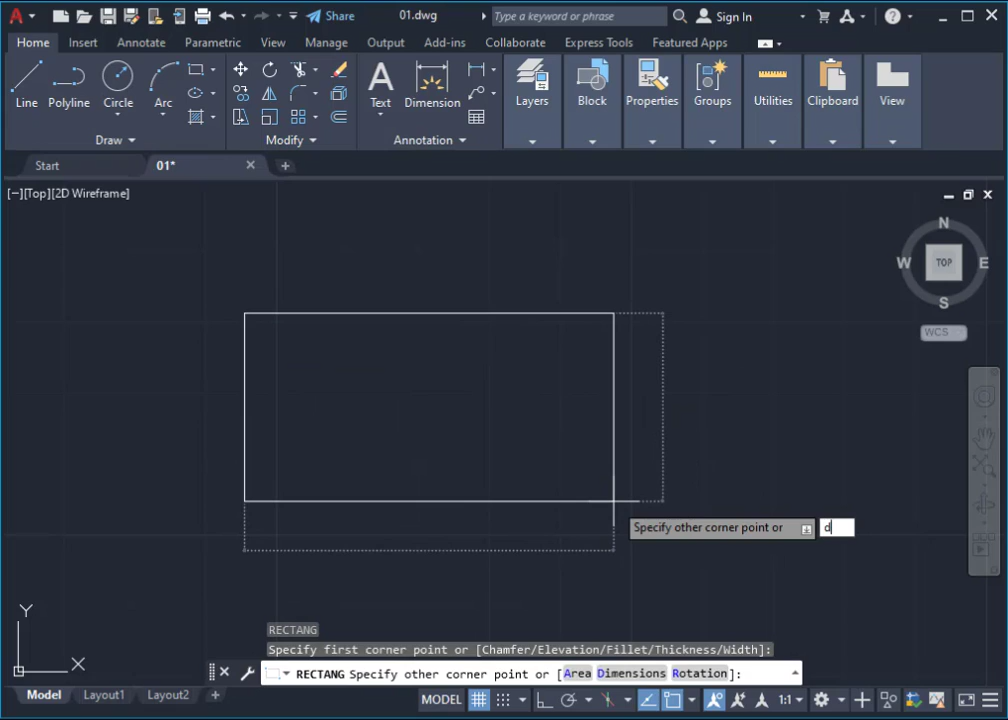 A Share 01.dwg Type a keyword or phrase Sign In ?
Home Insert Annotate Parametric View Manage Output Add-ins Collaborate Express Tools Featured Apps
Line Polyline Circle Arc Text Dimension Layers Block Properties Groups Utilities Clipboard View
Draw Modify Annotation
Start 01*
[−][Top][2D Wireframe]
N
W TOP E
S
WCS
Specify other corner point or d
Y
X
RECTANG
Specify first corner point or [Chamfer/Elevation/Fillet/Thickness/Width]:
RECTANG Specify other corner point or [Area Dimensions Rotation]:
Model Layout1 Layout2 + MODEL 1:1